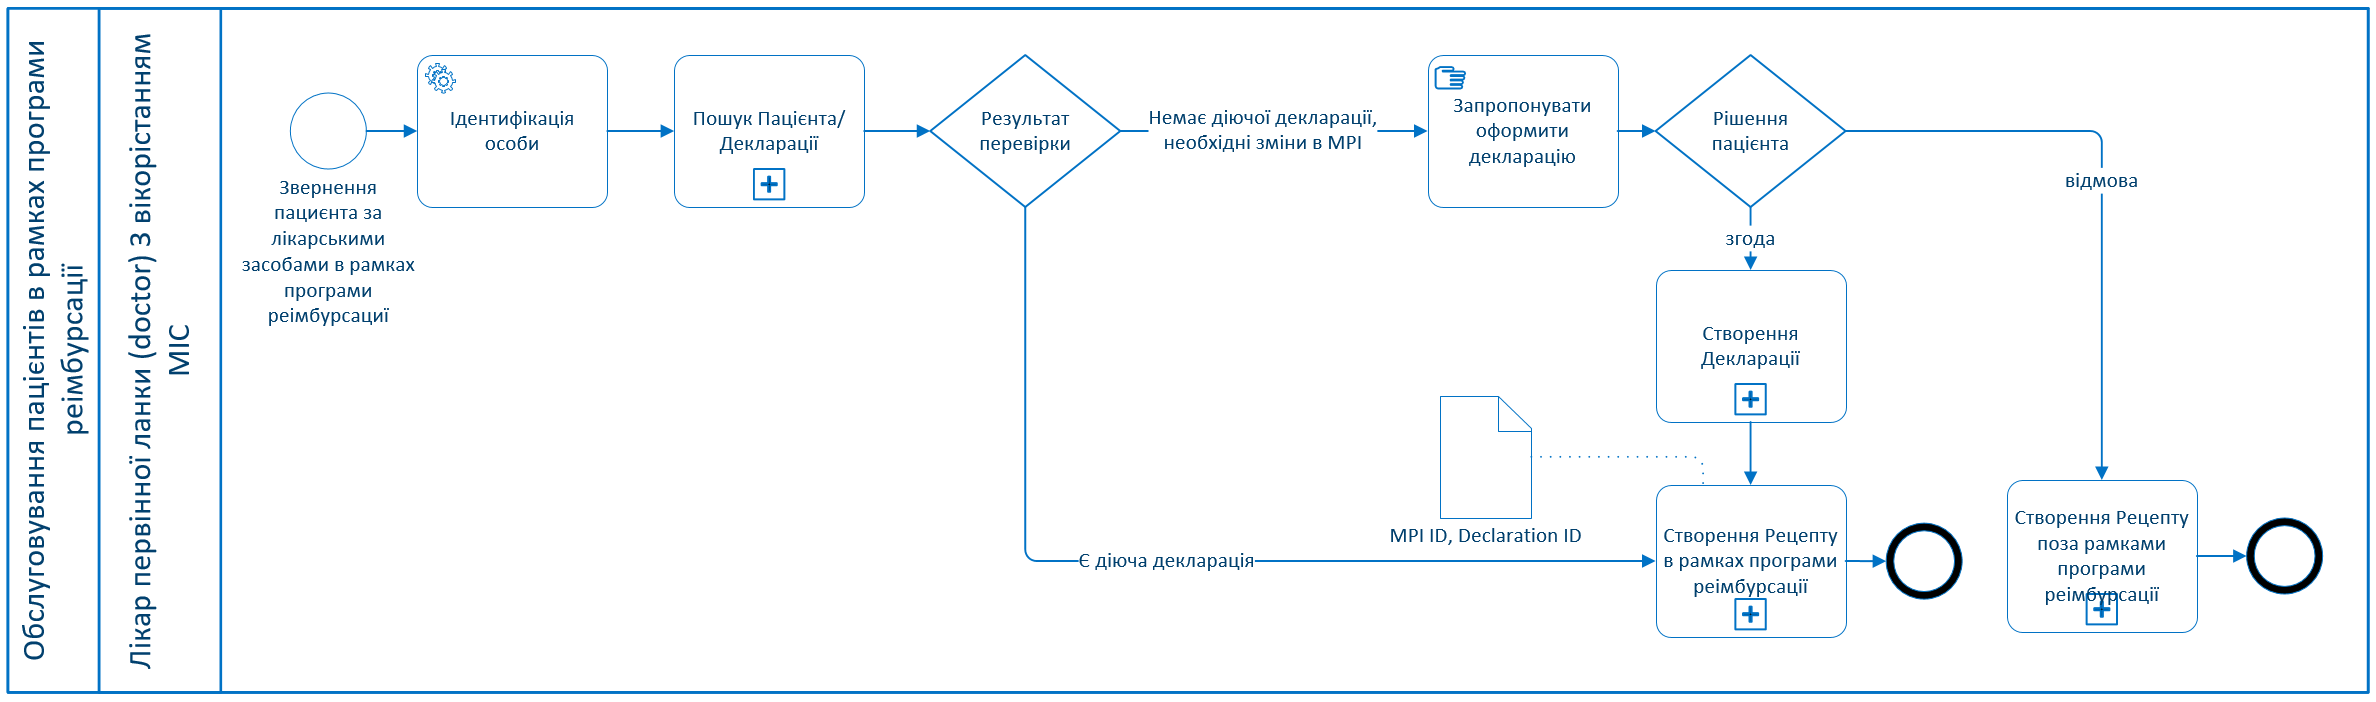 Обслуговування пацієнтів в рамках програми
реімбурсації
Лікар первінної ланки (doctor) З вікорістанням
МІС
Звернення
пацієнта за
лікарськими
засобами в рамках
програми
реімбурсациї
Ідентифікація
особи
Пошук Пацієнта/
Декларації
Результат
перевірки
Немає діючої декларації,
необхідні зміни в MPI
Запропонувати
оформити
декларацію
Рішення
пацієнта
відмова
згода
Створення
Декларації
MPI ID, Declaration ID
Є діюча декларація
Створення Рецепту
в рамках програми
реімбурсації
Створення Рецепту
поза рамками
програми
реімбурсації